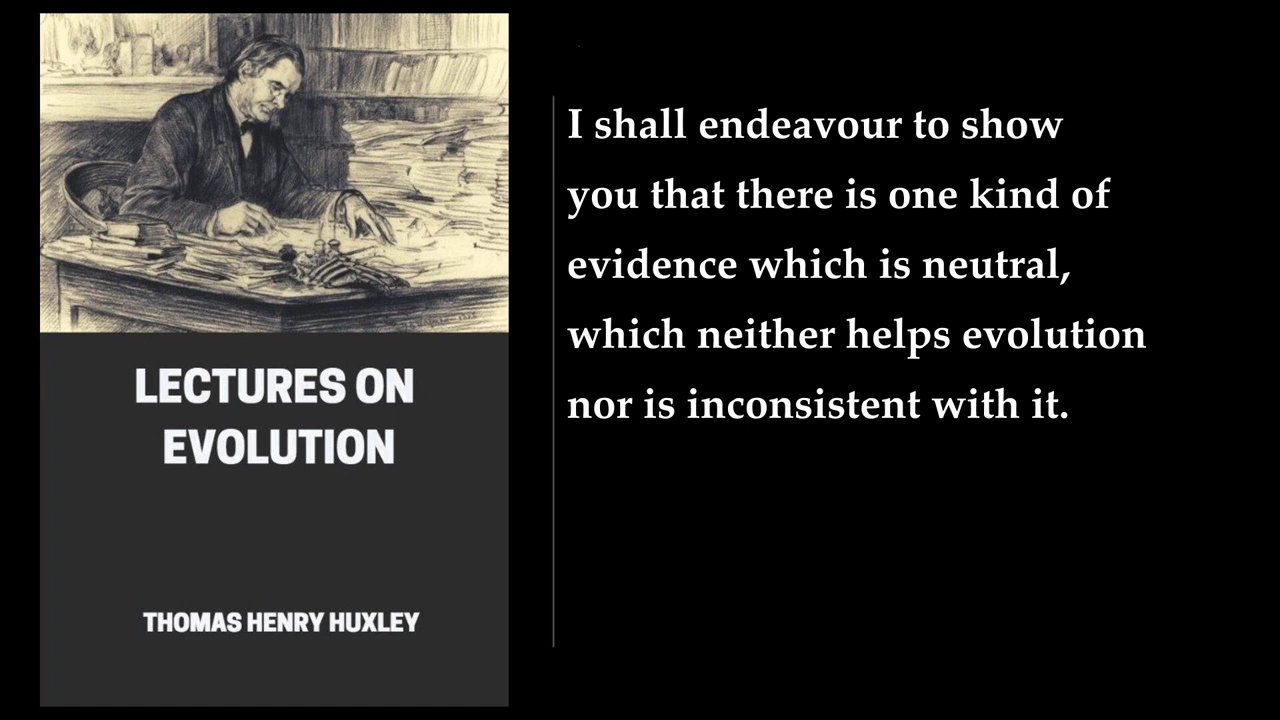 LECTURES ON
EVOLUTION
THOMAS HENRY HUXLEY
I shall endeavour to show
you that there is one kind of
evidence which is neutral,
which neither helps evolution
nor is inconsistent with it.